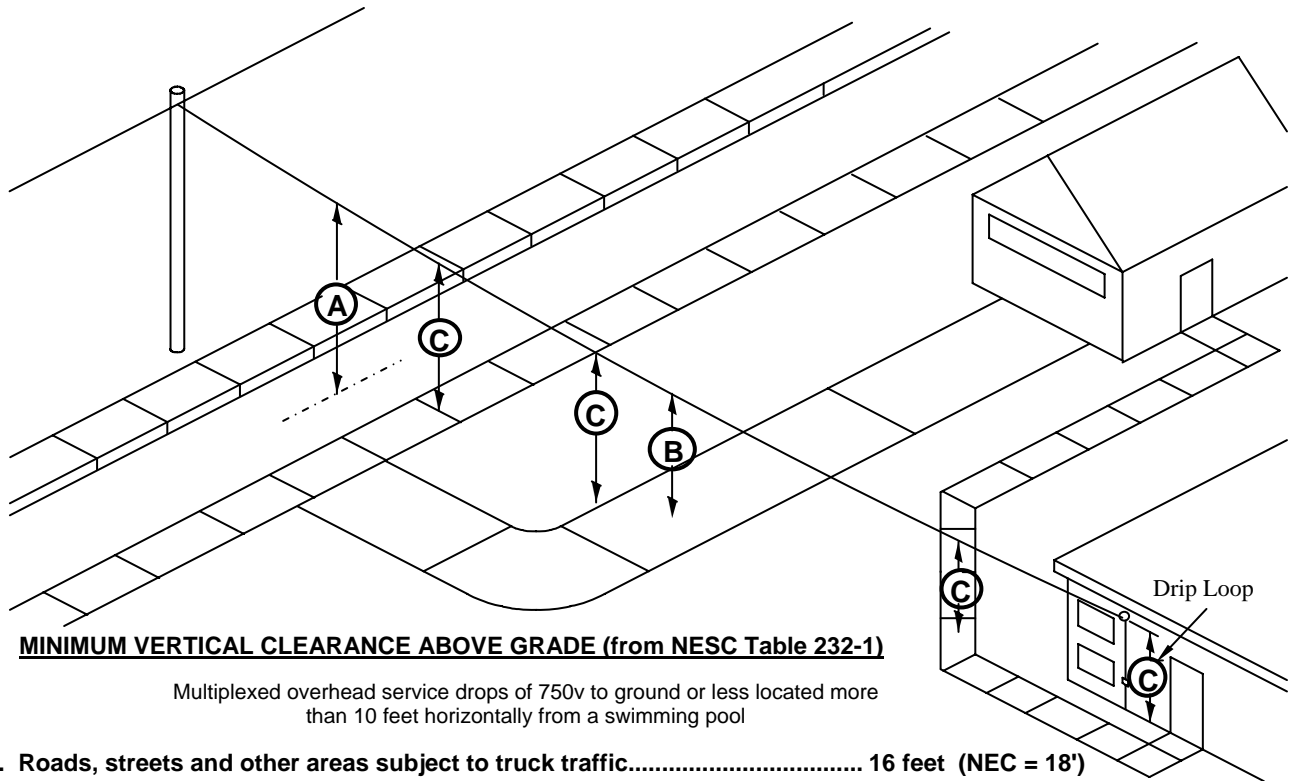 A
C
C
B
C
Drip Loop
C
MINIMUM VERTICAL CLEARANCE ABOVE GRADE (from NESC Table 232-1)
Multiplexed overhead service drops of 750v to ground or less located more
than 10 feet horizontally from a swimming pool
. Roads, streets and other areas subject to truck traffic.................................. 16 feet (NEC = 18')